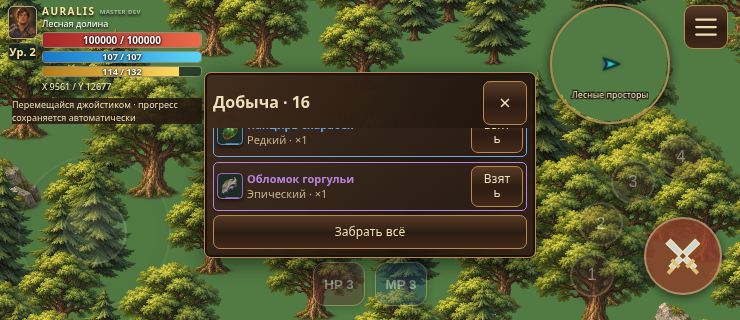 AURALIS MASTER DEV
Лесная долина
100000 / 100000
Ур. 2
107 / 107
114 / 132
X 9561 / Y 12677
Перемещайся джойстиком · прогресс
сохраняется автоматически
Добыча · 16
×
Редкий · ×1
Взят
ь
Обломок горгульи
Эпический · ×1
Взят
ь
Забрать всё
Лесные просторы
4
3
2
1
HP 3
MP 3